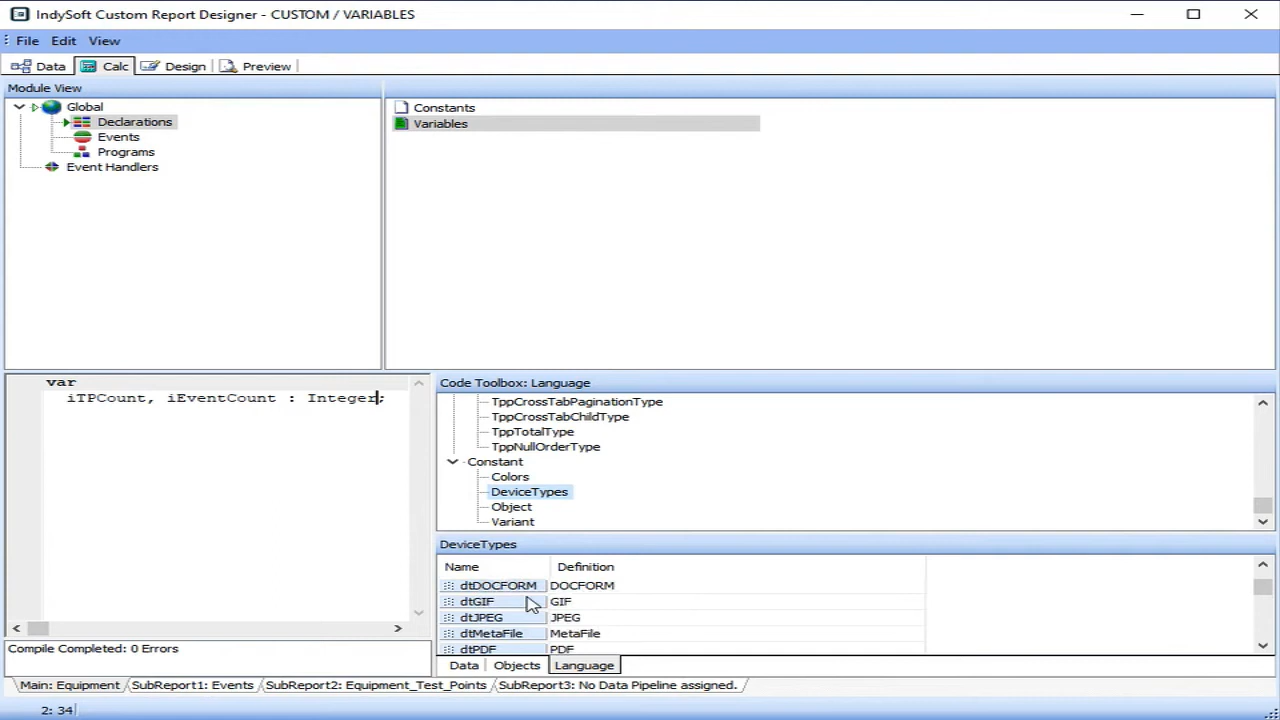 IndySoft Custom Report Designer - CUSTOM / VARIABLES
File Edit View
Data Calc Design Preview
Module View
Global
Declarations
Events
Programs
Event Handlers
Constants
Variables
var
iTPCount, iEventCount : Integer;
Code Toolbox: Language
TppCrossTabPaginationType
TppCrossTabChildType
TppTotalType
TppNullOrderType
Constant
Colors
DeviceTypes
Object
Variant
DeviceTypes
Name Definition
dtDOCFORM DOCFORM
dtGIF GIF
dtJPEG JPEG
dtMetaFile MetaFile
dtPDF PDF
Data Objects Language
Compile Completed: 0 Errors
Main: Equipment SubReport1: Events SubReport2: Equipment_Test_Points SubReport3: No Data Pipeline assigned.
2: 34